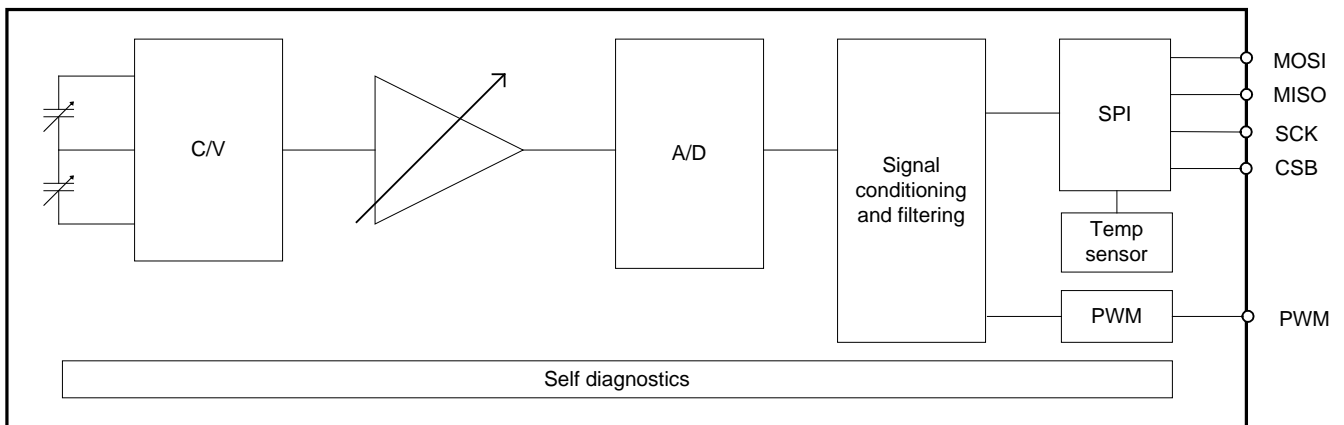 C/V
A/D
Signal
conditioning
and filtering
SPI
Temp
sensor
PWM
Self diagnostics
MOSI
MISO
SCK
CSB
PWM